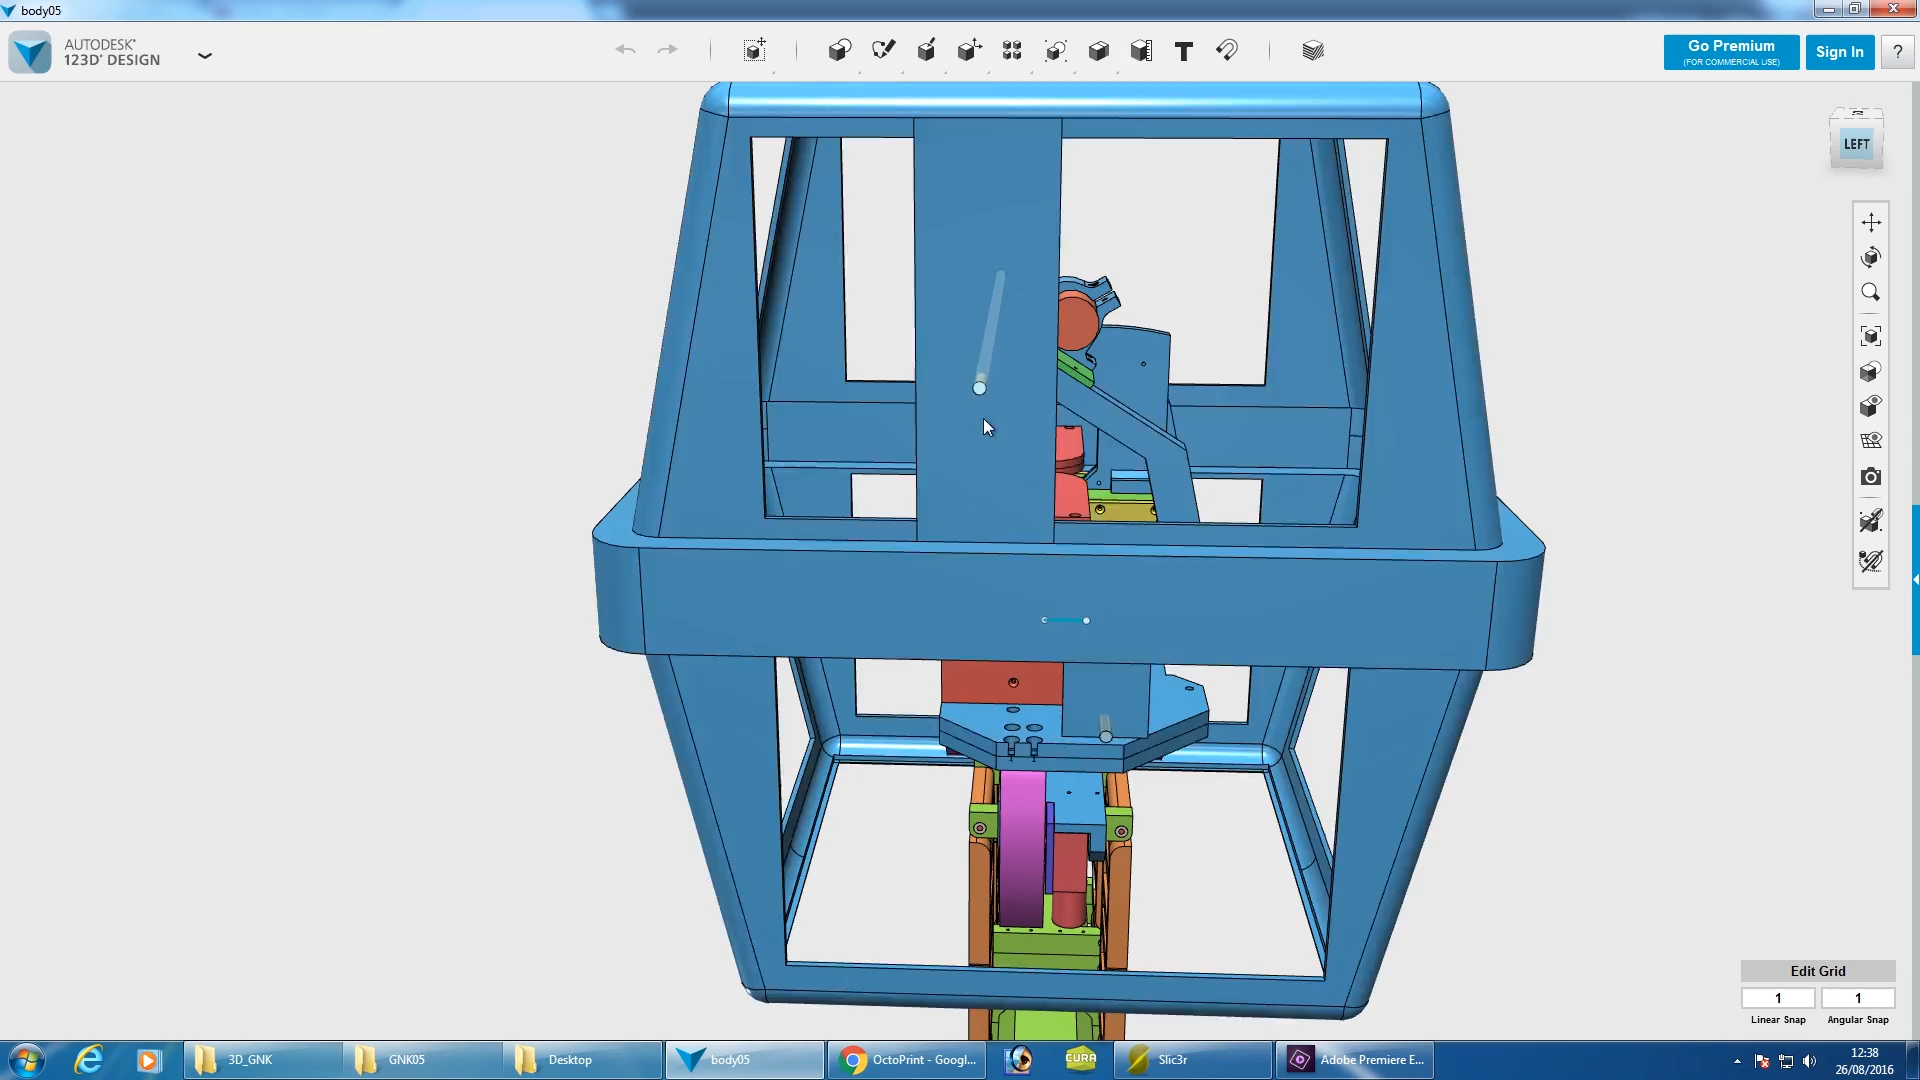 body05
AUTODESK®
123D® DESIGN
T
Go Premium
(FOR COMMERCIAL USE)
Sign In
?
LEFT
Edit Grid
1
1
Linear Snap
Angular Snap
3D_GNK
GNK05
Desktop
body05
OctoPrint - Googl...
CURA
Slic3r
Adobe Premiere E...
12:38
26/08/2016